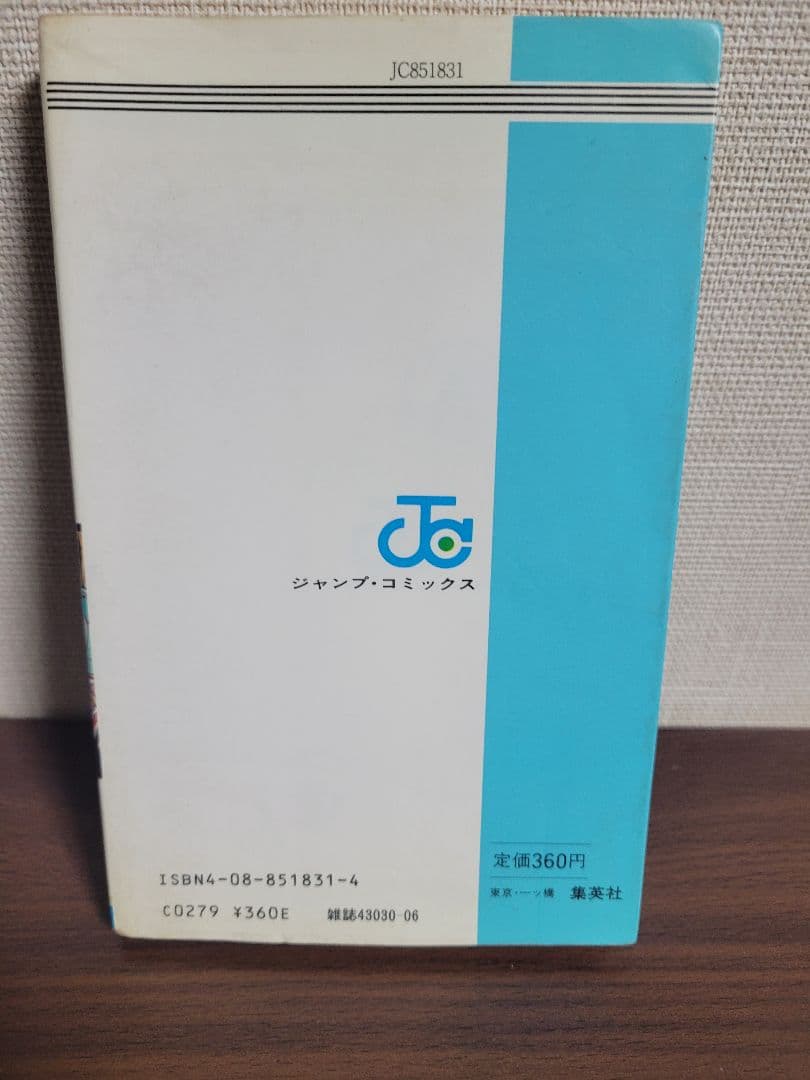 JC851831
JC
ジャンプ・コミックス
ISBN4-08-851831-4
C0279 ¥360E 雑誌43030-06
定価360円
東京・一ツ橋 集英社